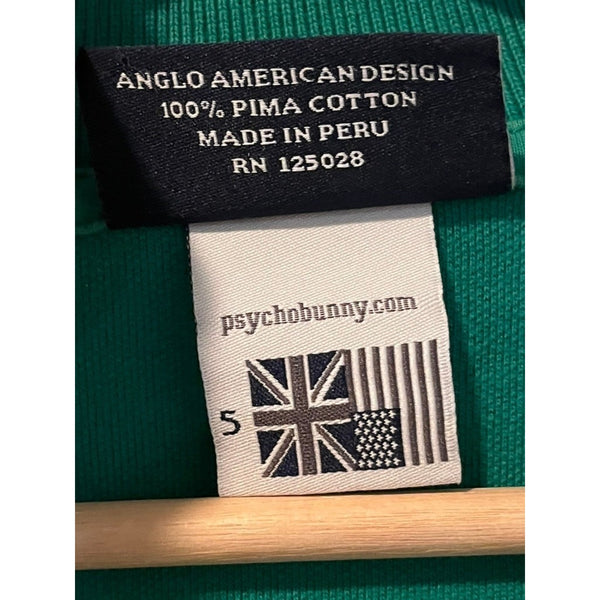 ANGLO AMERICAN DESIGN
100% PIMA COTTON
MADE IN PERU
RN 125028
psychobunny.com
5